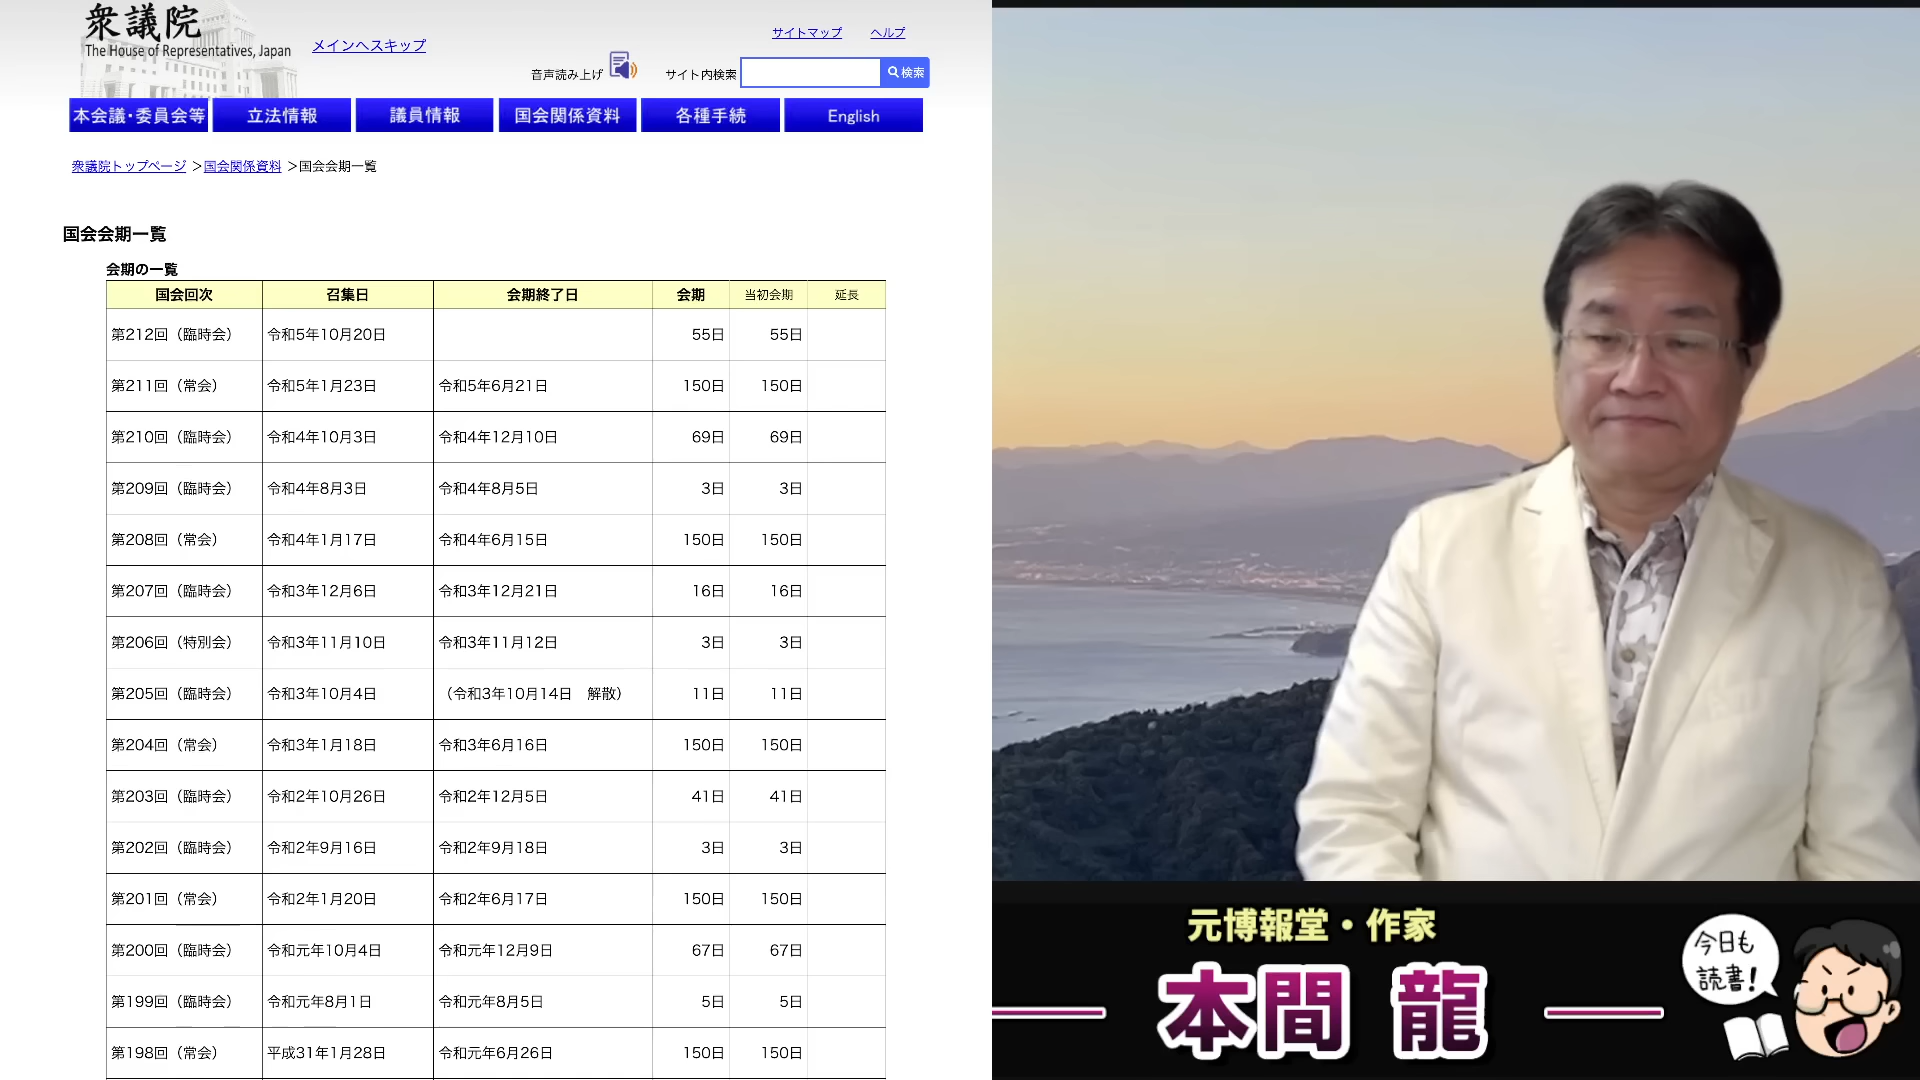 衆議院
The House of Representatives, Japan
メインへスキップ
サイトマップ
ヘルプ
音声読み上げ
サイト内検索
検索
本会議・委員会等
立法情報
議員情報
国会関係資料
各種手続
English
衆議院トップページ >国会関係資料 >国会会期一覧
国会会期一覧
会期の一覧
国会回次 召集日 会期終了日 会期 当初会期 延長
第212回（臨時会） 令和5年10月20日 55日 55日
第211回（常会） 令和5年1月23日 令和5年6月21日 150日 150日
第210回（臨時会） 令和4年10月3日 令和4年12月10日 69日 69日
第209回（臨時会） 令和4年8月3日 令和4年8月5日 3日 3日
第208回（常会） 令和4年1月17日 令和4年6月15日 150日 150日
第207回（臨時会） 令和3年12月6日 令和3年12月21日 16日 16日
第206回（特別会） 令和3年11月10日 令和3年11月12日 3日 3日
第205回（臨時会） 令和3年10月4日 （令和3年10月14日　解散） 11日 11日
第204回（常会） 令和3年1月18日 令和3年6月16日 150日 150日
第203回（臨時会） 令和2年10月26日 令和2年12月5日 41日 41日
第202回（臨時会） 令和2年9月16日 令和2年9月18日 3日 3日
第201回（常会） 令和2年1月20日 令和2年6月17日 150日 150日
第200回（臨時会） 令和元年10月4日 令和元年12月9日 67日 67日
第199回（臨時会） 令和元年8月1日 令和元年8月5日 5日 5日
第198回（常会） 平成31年1月28日 令和元年6月26日 150日 150日
元博報堂・作家
本間 龍
今日も
読書!